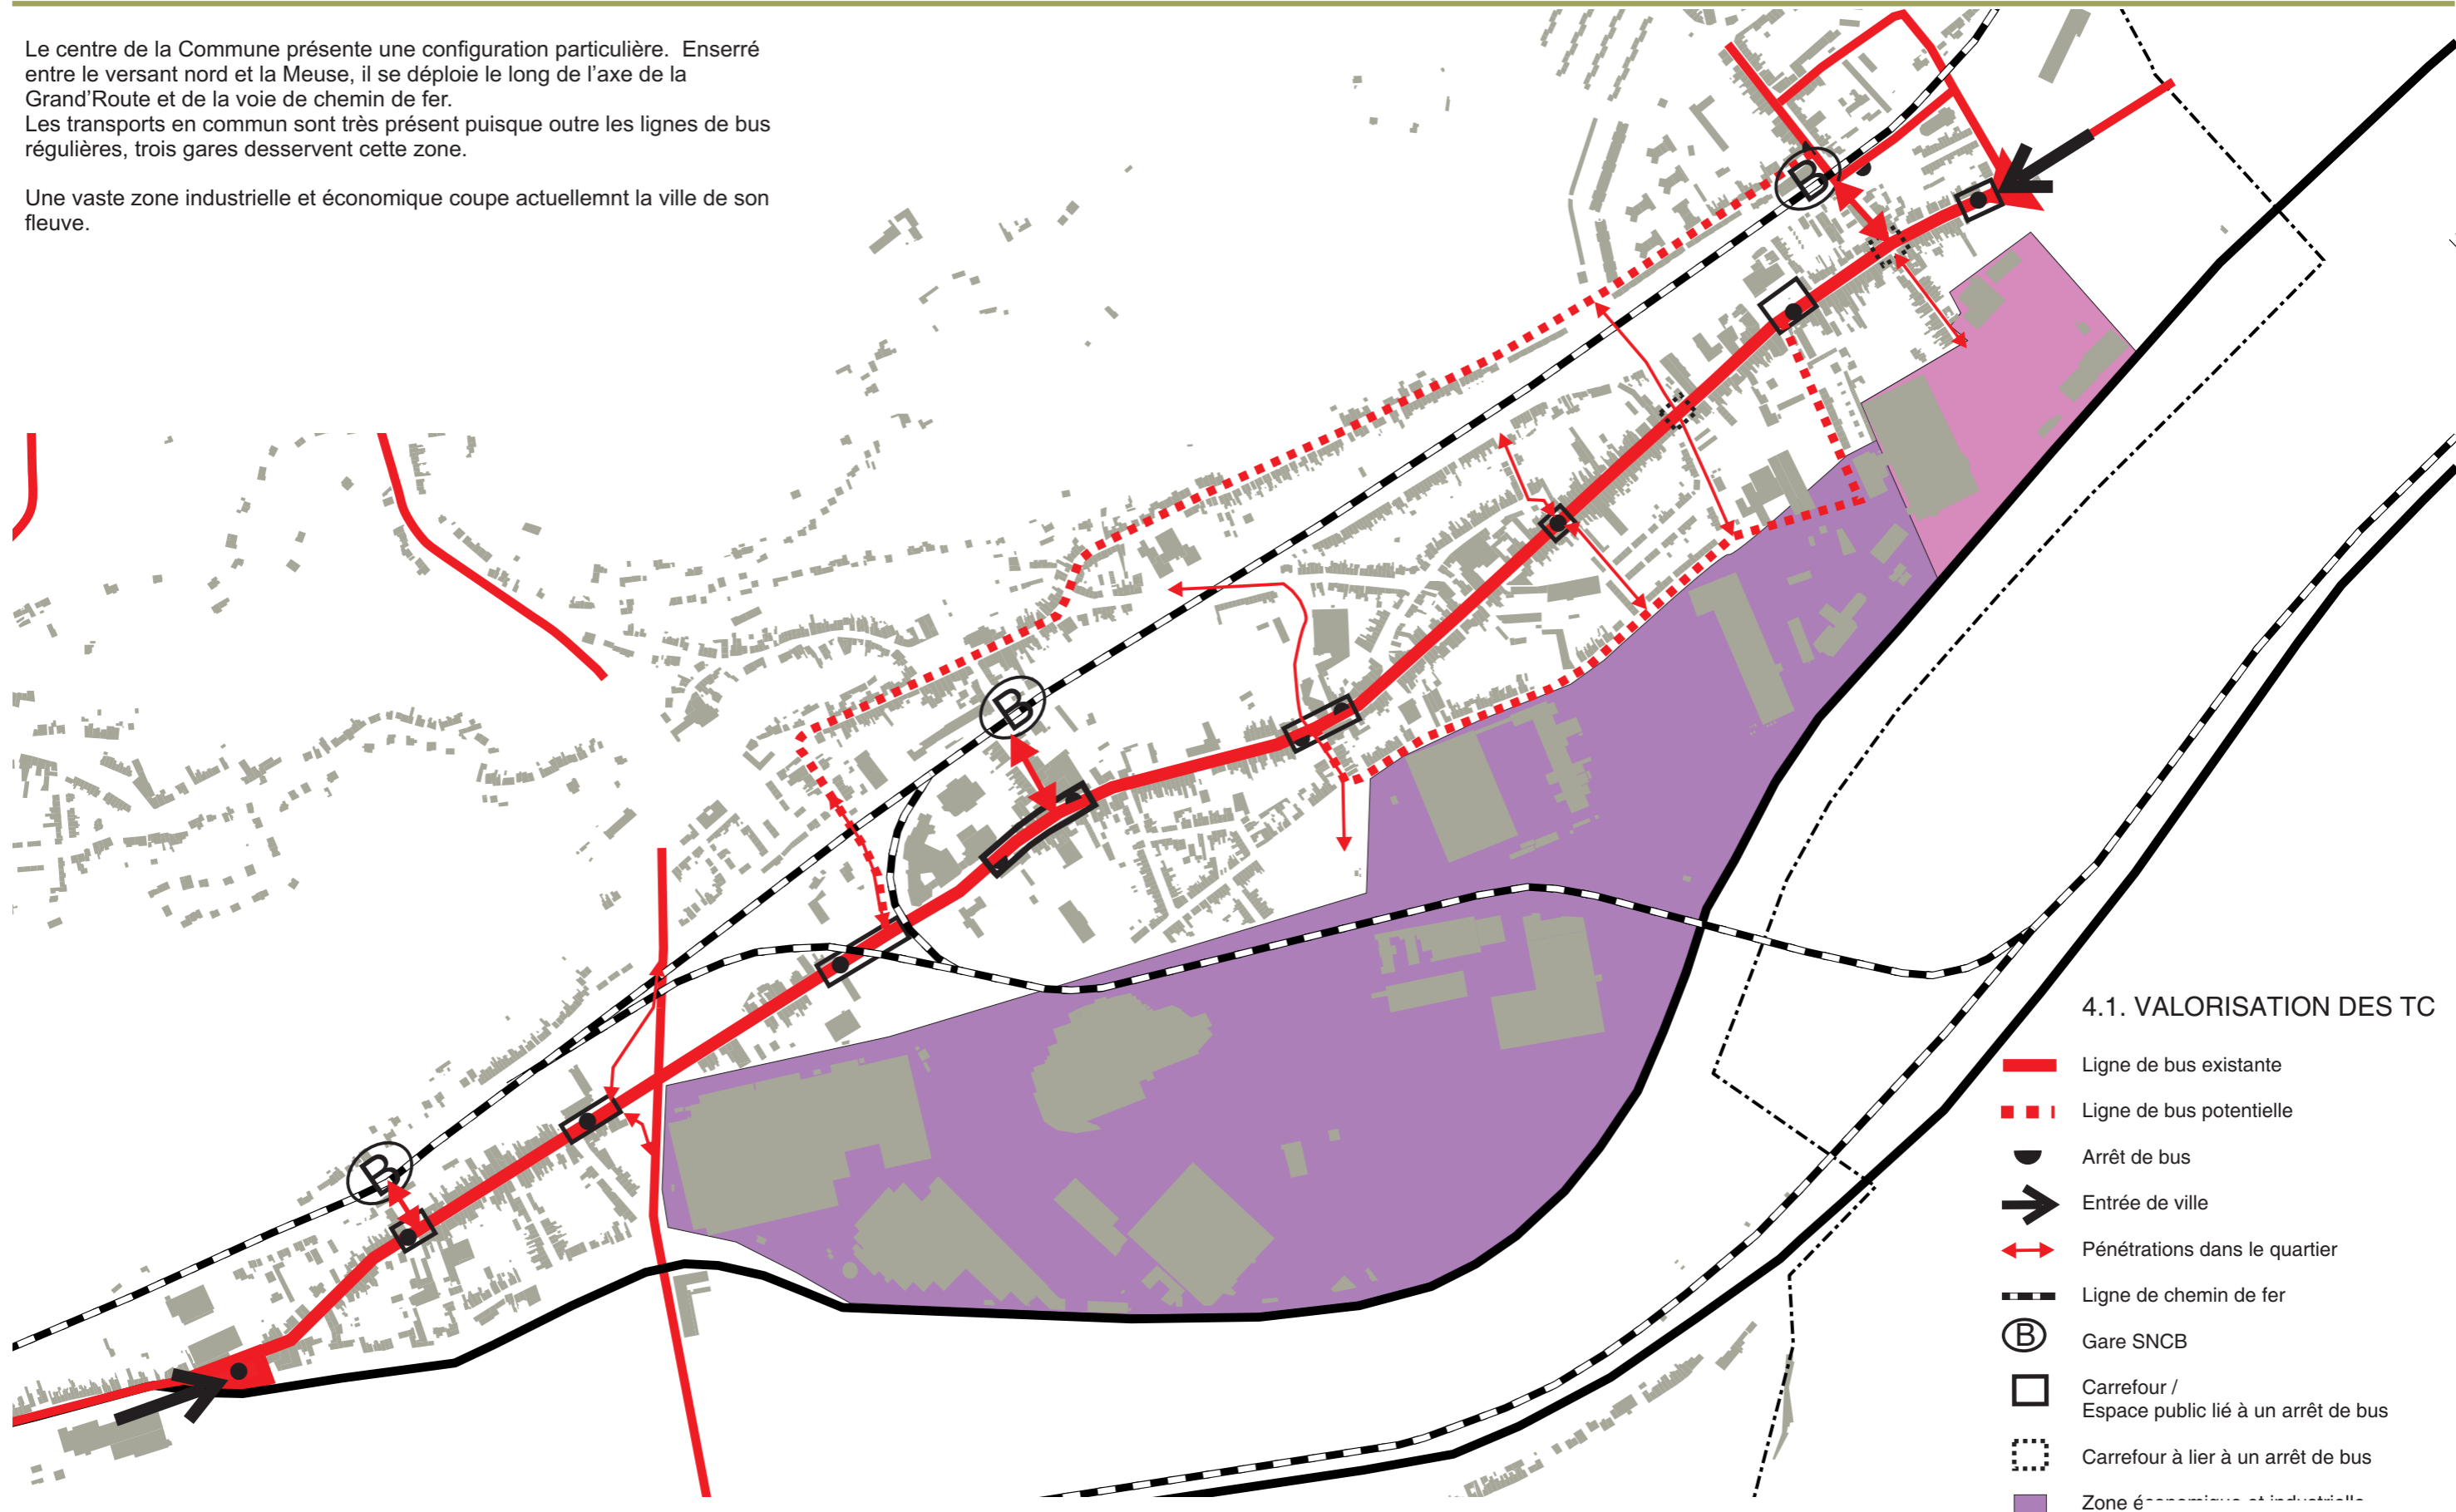 Le centre de la Commune présente une configuration particulière. Enserré
entre le versant nord et la Meuse, il se déploie le long de l'axe de la
Grand'Route et de la voie de chemin de fer.
Les transports en commun sont très présent puisque outre les lignes de bus
régulières, trois gares desservent cette zone.
Une vaste zone industrielle et économique coupe actuellemnt la ville de son
fleuve.
B
B
B
4.1. VALORISATION DES TC
Ligne de bus existante
Ligne de bus potentielle
Arrêt de bus
Entrée de ville
Pénétrations dans le quartier
Ligne de chemin de fer
B Gare SNCB
Carrefour /
Espace public lié à un arrêt de bus
Carrefour à lier à un arrêt de bus
Zone économique et industrielle